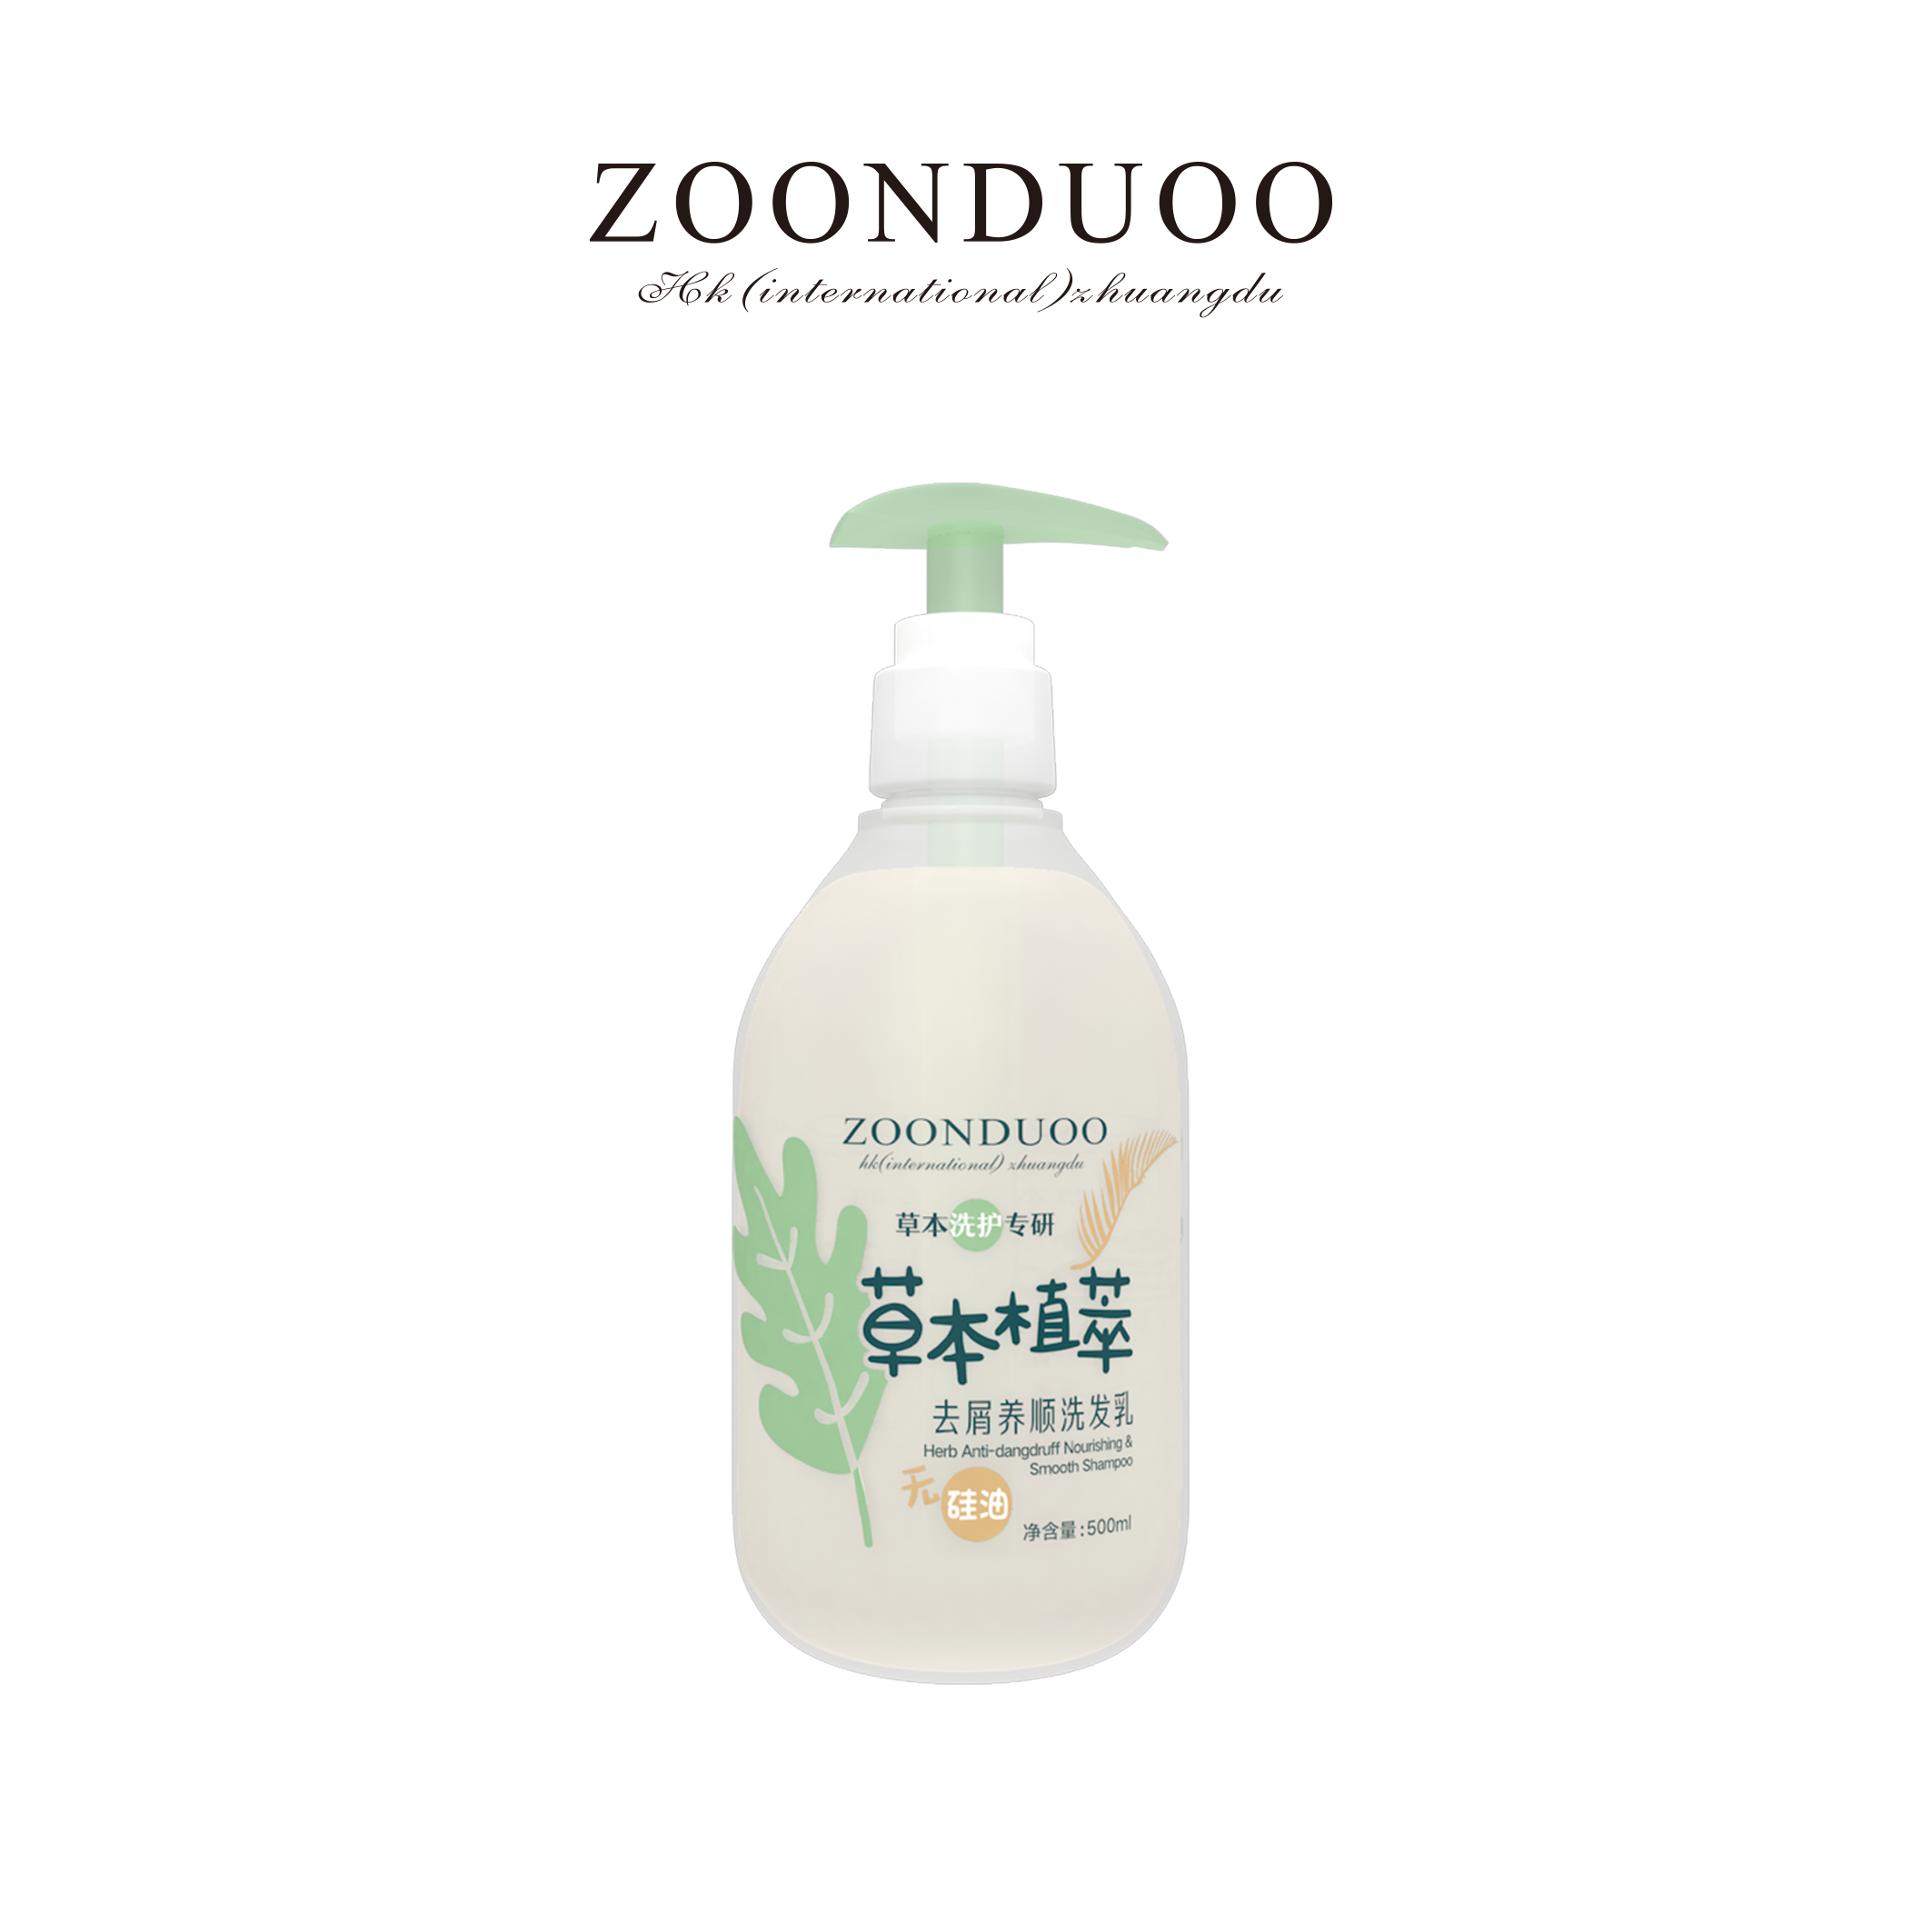 ZOONDUOO
Hk (international) zhuangdu
ZOONDUOO
hk(international) zhuangdu
草本洗护专研
草本植萃
去屑养顺洗发乳
Herb Anti-dangdruff Nourishing &
Smooth Shampoo
无硅油
净含量:500ml